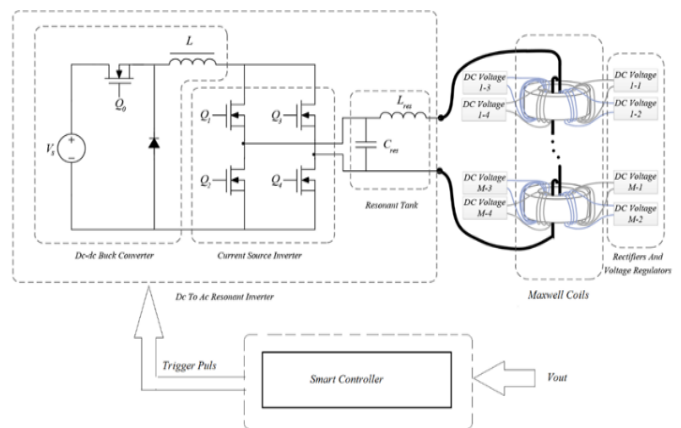 L
Q0
Vs
Q1
Q3
Q2
Q4
Lres
Cres
Resonant Tank
Dc-dc Buck Converter
Current Source Inverter
Dc To Ac Resonant Inverter
DC Voltage
1-3
DC Voltage
1-4
DC Voltage
1-1
DC Voltage
1-2
DC Voltage
M-3
DC Voltage
M-4
DC Voltage
M-1
DC Voltage
M-2
Maxwell Coils
Rectifiers And
Voltage Regulators
Trigger Puls
Smart Controller
Vout